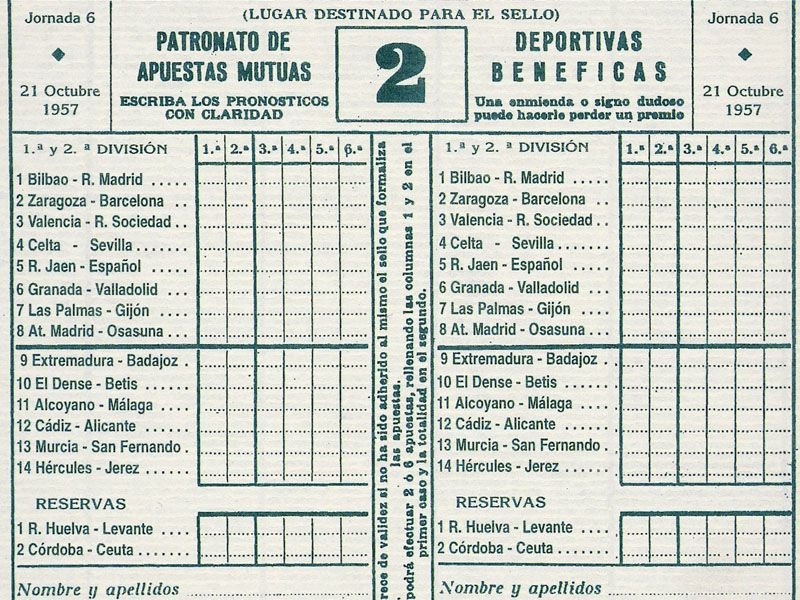 Jornada 6
21 Octubre
1957
(LUGAR DESTINADO PARA EL SELLO)
PATRONATO DE
APUESTAS MUTUAS
ESCRIBA LOS PRONOSTICOS
CON CLARIDAD
2
DEPORTIVAS
BENEFICAS
Una enmienda o signo dudoso
puede hacerle perder un premio
Jornada 6
21 Octubre
1957
1.ª y 2. ª DIVISIÓN 1.ª 2.ª 3.ª 4.ª 5.ª 6.ª
1 Bilbao - R. Madrid .....
2 Zaragoza - Barcelona ..
3 Valencia - R. Sociedad ..
4 Celta - Sevilla .......
5 R. Jaen - Español .....
6 Granada - Valladolid ...
7 Las Palmas - Gijón ....
8 At. Madrid - Osasuna ...
9 Extremadura - Badajoz .
10 El Dense - Betis ......
11 Alcoyano - Málaga ....
12 Cádiz - Alicante ......
13 Murcia - San Fernando .
14 Hércules - Jerez ......
RESERVAS
1 R. Huelva - Levante ....
2 Córdoba - Ceuta .......
Nombre y apellidos
rece de validez si no ha sido adherido al mismo el sello que formaliza
las apuestas.
podrá efectuar 2 ó 6 apuestas, rellenando las columnas 1 y 2 en el
primer caso y la totalidad en el segundo.
1.ª y 2. ª DIVISIÓN 1.ª 2.ª 3.ª 4.ª 5.ª 6.ª
1 Bilbao - R. Madrid .....
2 Zaragoza - Barcelona ..
3 Valencia - R. Sociedad ..
4 Celta - Sevilla .......
5 R. Jaen - Español .....
6 Granada - Valladolid ...
7 Las Palmas - Gijón ....
8 At. Madrid - Osasuna ...
9 Extremadura - Badajoz .
10 El Dense - Betis ......
11 Alcoyano - Málaga ....
12 Cádiz - Alicante ......
13 Murcia - San Fernando .
14 Hércules - Jerez ......
RESERVAS
1 R. Huelva - Levante ....
2 Córdoba - Ceuta .......
Nombre y apellidos